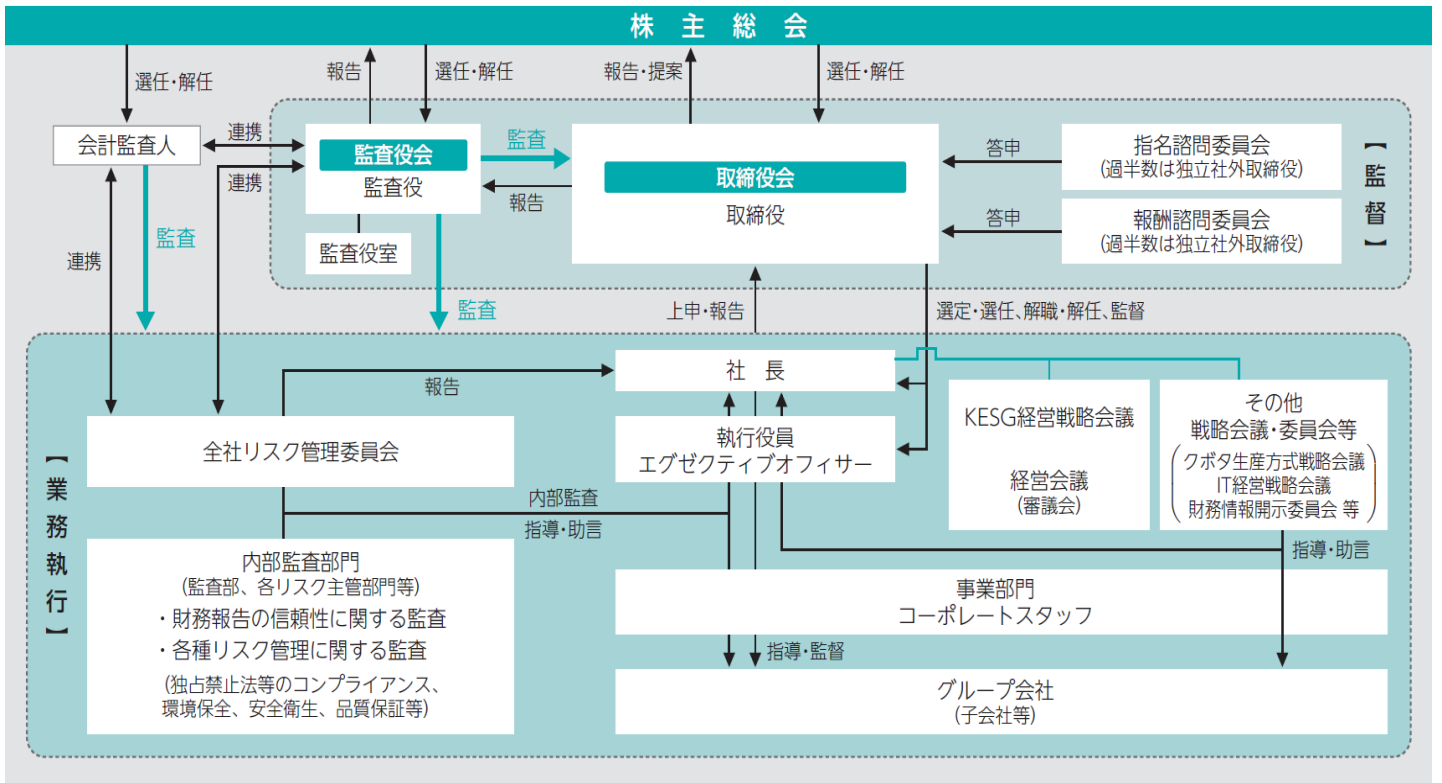 株 主 総 会
選任・解任
報告
選任・解任
報告・提案
選任・解任
会計監査人
連携
連携
監査役会
監査役
監査役室
監査
報告
取締役会
取締役
答申
指名諮問委員会
(過半数は独立社外取締役)
答申
報酬諮問委員会
(過半数は独立社外取締役)
【監督】
連携
監査
監査
上申・報告
選定・選任、解職・解任、監督
【業務執行】
報告
社 長
全社リスク管理委員会
執行役員
エグゼクティブオフィサー
KESG経営戦略会議
経営会議
(審議会)
その他
戦略会議・委員会等
(クボタ生産方式戦略会議
IT経営戦略会議
財務情報開示委員会 等)
内部監査
指導・助言
指導・助言
内部監査部門
(監査部、各リスク主管部門等)
・財務報告の信頼性に関する監査
・各種リスク管理に関する監査
(独占禁止法等のコンプライアンス、
環境保全、安全衛生、品質保証等)
事業部門
コーポレートスタッフ
指導・監督
グループ会社
(子会社等)